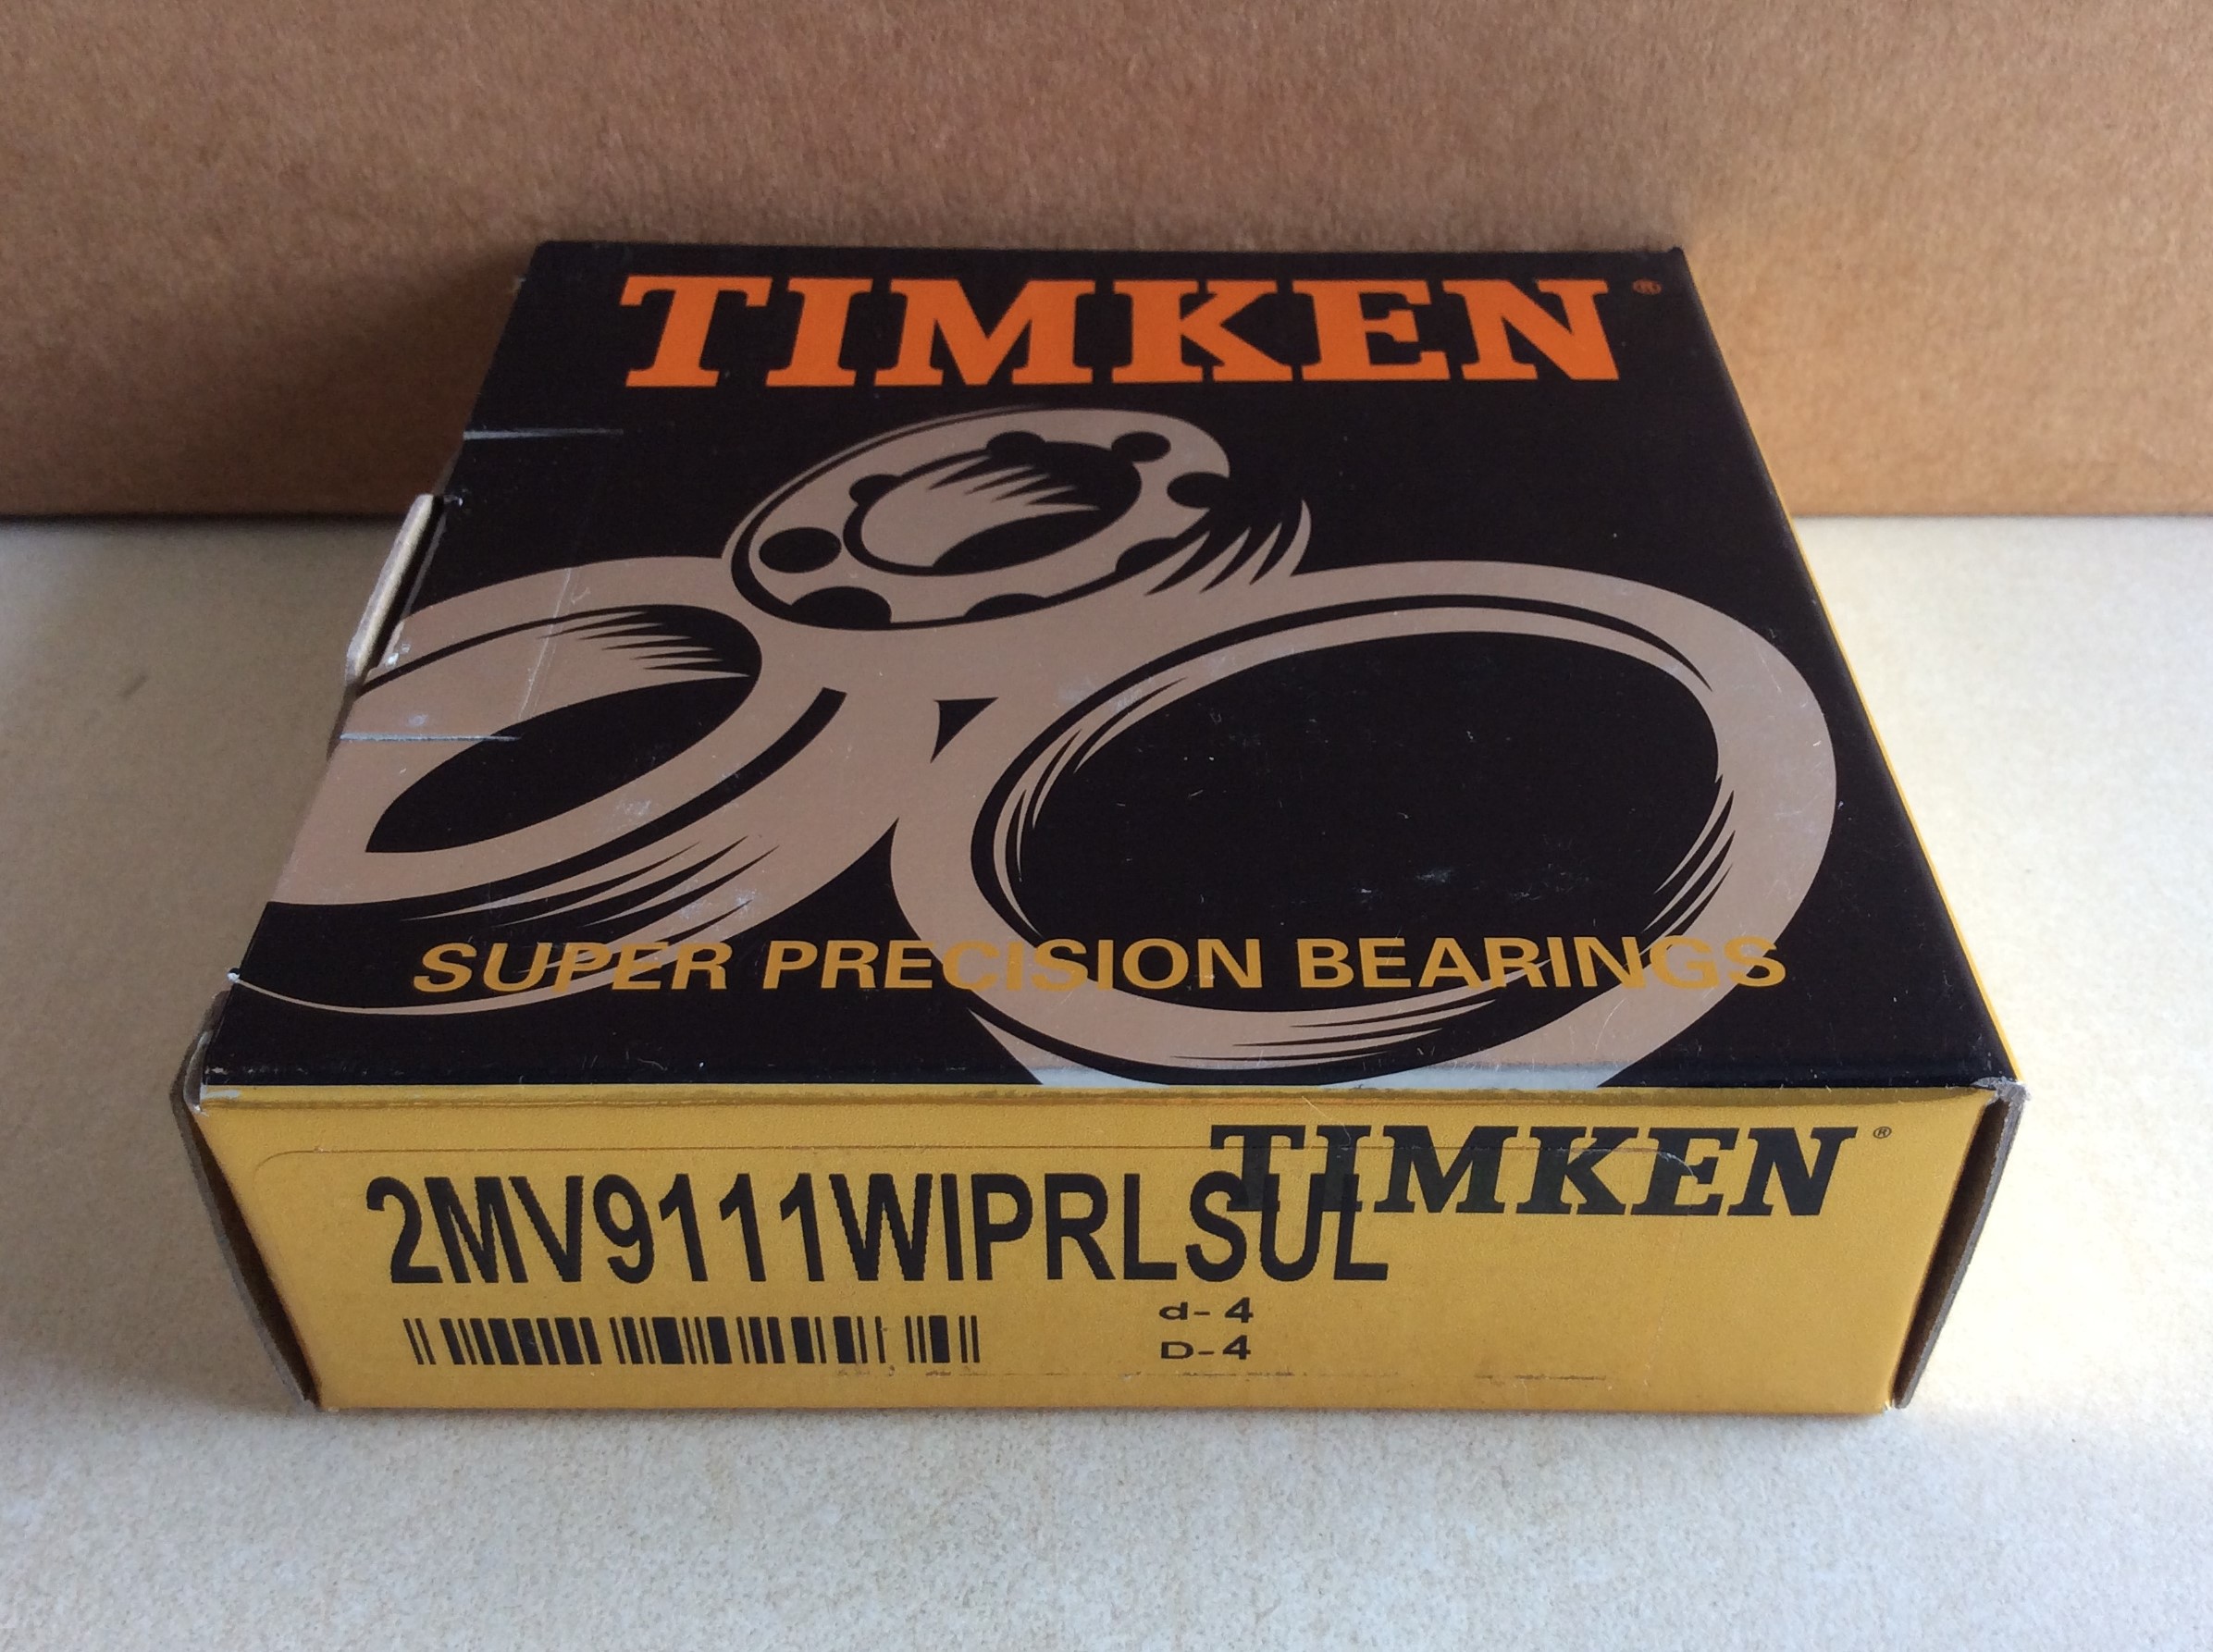 TIMKEN®
SUPER PRECISION BEARINGS
TIMKEN®
2MV9111WIPRLSUL
d-4
D-4